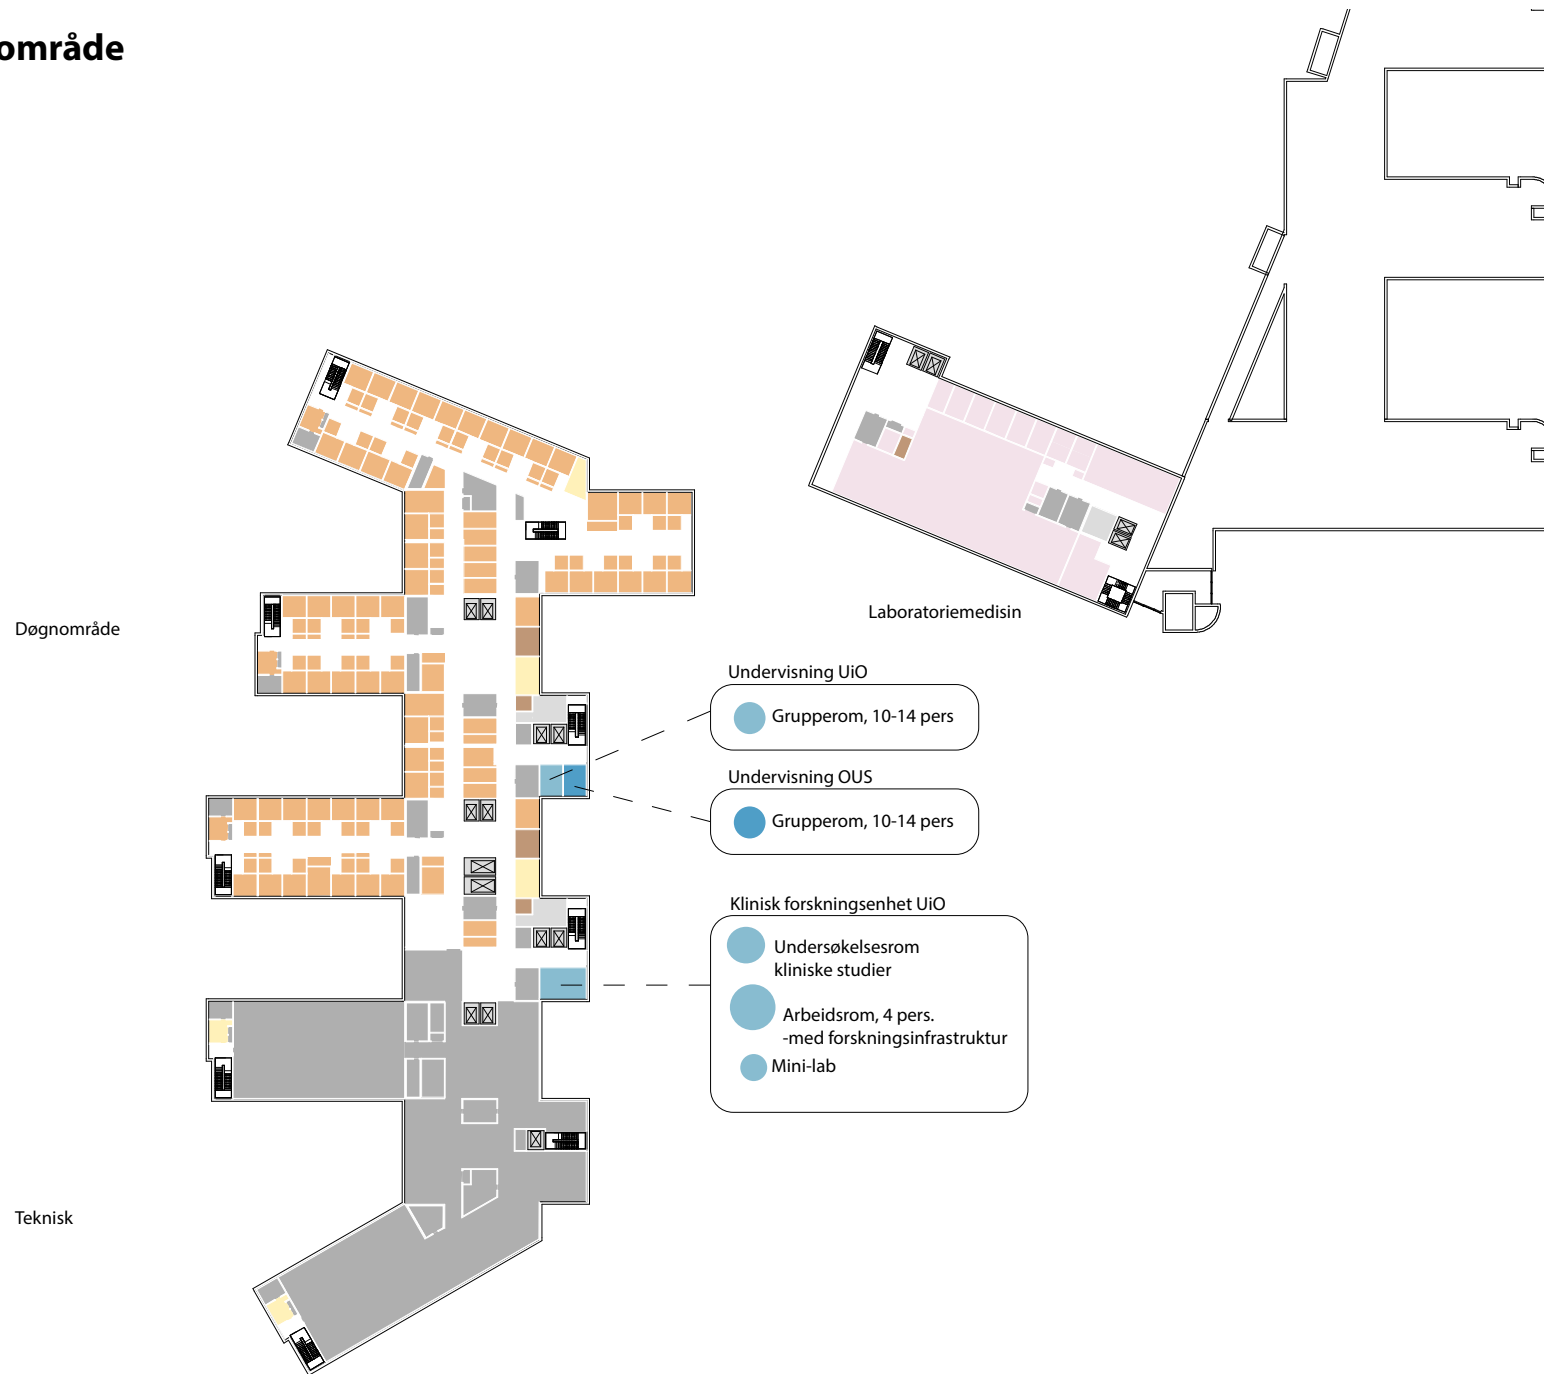 område
Døgnområde
Laboratoriemedisin
Undervisning UiO
Grupperom, 10-14 pers
Undervisning OUS
Grupperom, 10-14 pers
Klinisk forskningsenhet UiO
Undersøkelsesrom
kliniske studier
Arbeidsrom, 4 pers.
-med forskningsinfrastruktur
Mini-lab
Teknisk